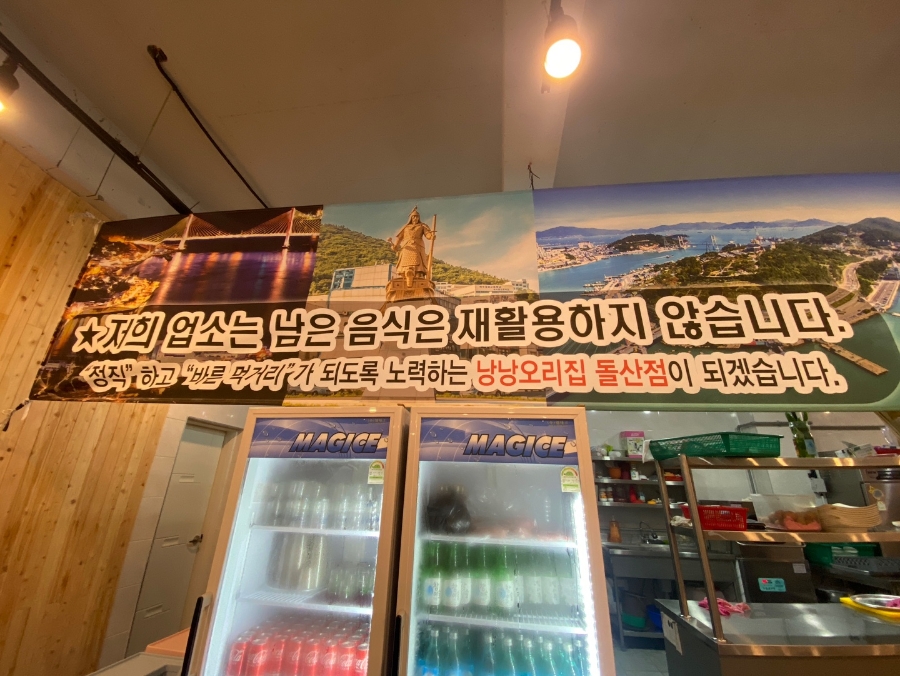 ★저희 업소는 남은 음식은 재활용하지 않습니다.
"정직" 하고 "바른 먹거리"가 되도록 노력하는 낭낭오리집 돌산점이 되겠습니다.
MAGICE MAGICE